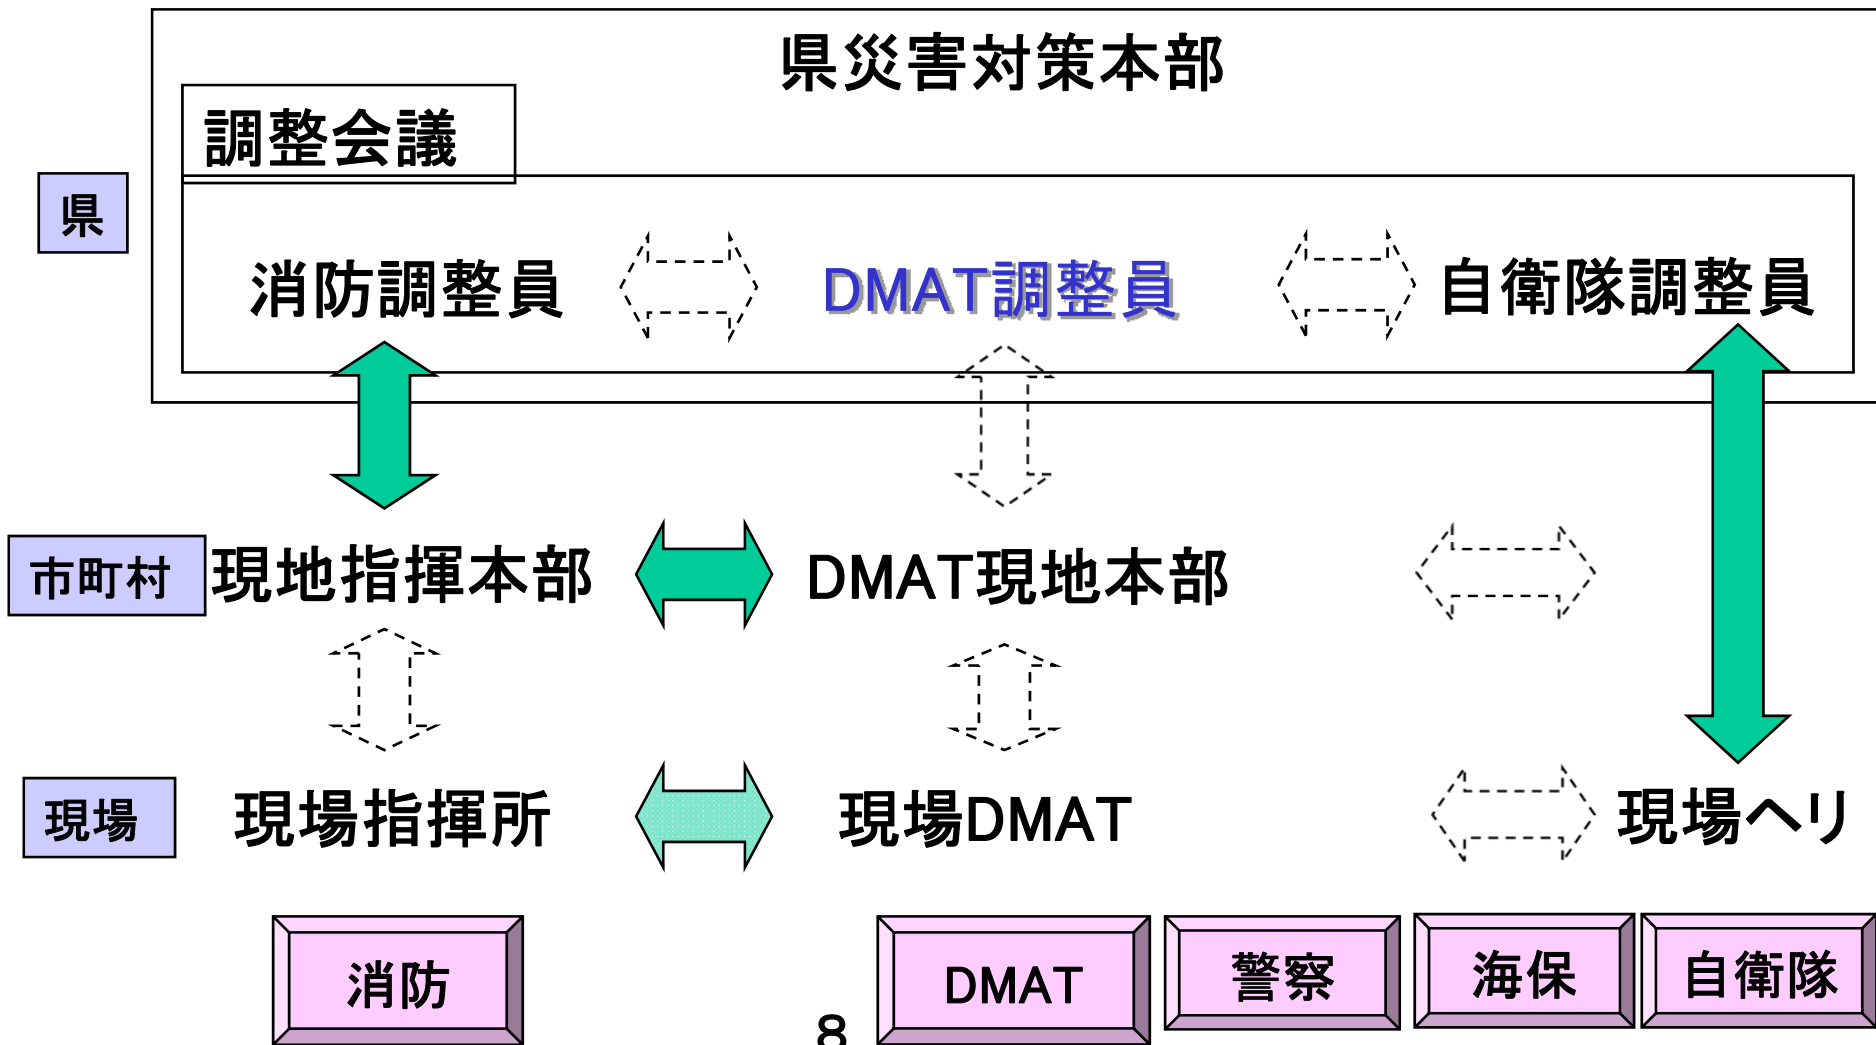 県災害対策本部
調整会議
県
消防調整員 DMAT調整員 自衛隊調整員
市町村 現地指揮本部 DMAT現地本部
現場 現場指揮所 現場DMAT 現場ヘリ
消防 DMAT 警察 海保 自衛隊
8